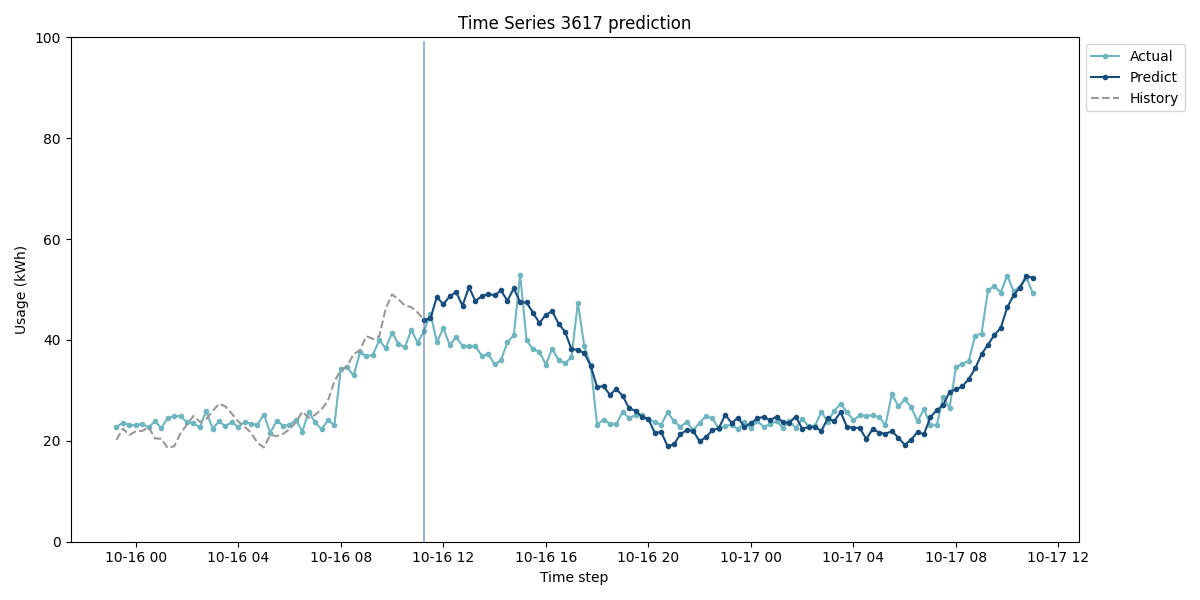 Time Series 3617 prediction
100
80
60
40
20
0
Usage (kWh)
10-16 00
10-16 04
10-16 08
10-16 12
10-16 16
10-16 20
10-17 00
10-17 04
10-17 08
10-17 12
Time step
Actual
Predict
History